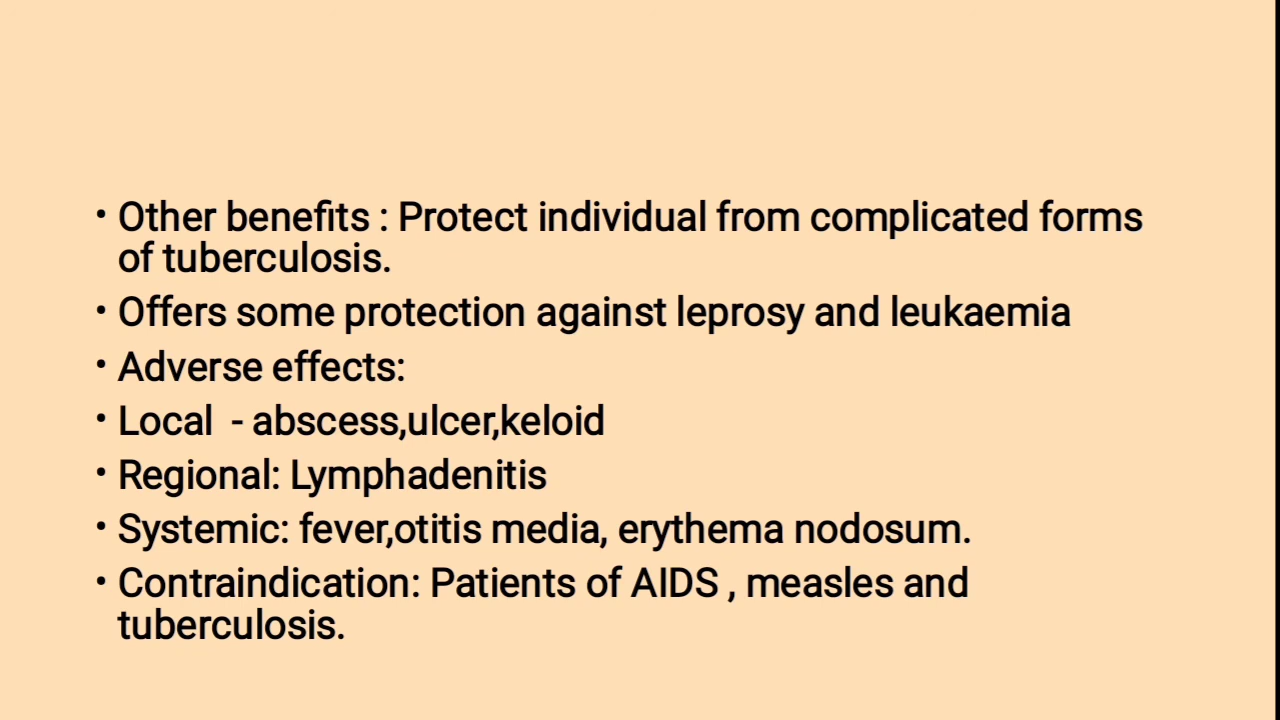 • Other benefits : Protect individual from complicated forms
of tuberculosis.
• Offers some protection against leprosy and leukaemia
• Adverse effects:
• Local  - abscess,ulcer,keloid
• Regional: Lymphadenitis
• Systemic: fever,otitis media, erythema nodosum.
• Contraindication: Patients of AIDS , measles and
tuberculosis.